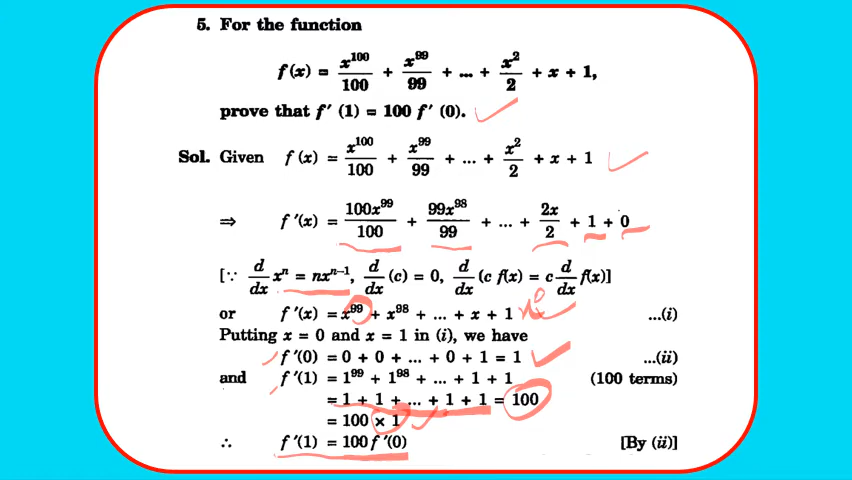 5. For the function
f(x) = x^100/100 + x^99/99 + ... + x^2/2 + x + 1,
prove that f′ (1) = 100 f′ (0).
Sol. Given f (x) = x^100/100 + x^99/99 + ... + x^2/2 + x + 1
⇒ f ′(x) = 100x^99/100 + 99x^98/99 + ... + 2x/2 + 1 + 0
[∵ d/dx x^n = nx^(n–1), d/dx (c) = 0, d/dx (c f(x) = c d/dx f(x)]
or f ′(x) = x^99 + x^98 + ... + x + 1 x^0 ...(i)
Putting x = 0 and x = 1 in (i), we have
f ′(0) = 0 + 0 + ... + 0 + 1 = 1 ...(ii)
and f ′(1) = 1^99 + 1^98 + ... + 1 + 1 (100 terms)
= 1 + 1 + ... + 1 + 1 = 100
= 100 × 1
∴ f ′(1) = 100 f ′(0) [By (ii)]